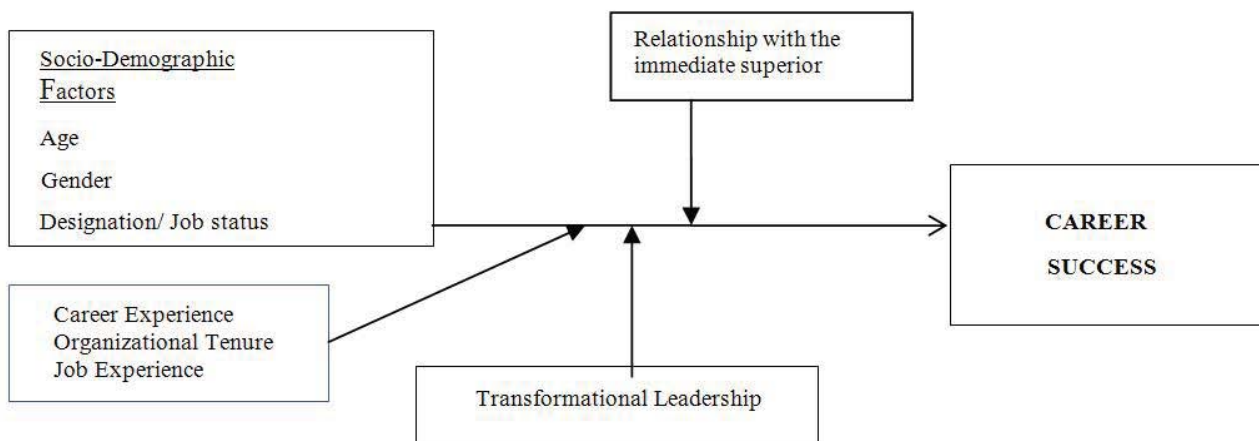 Socio-Demographic
Factors
Age
Gender
Designation/ Job status
Career Experience
Organizational Tenure
Job Experience
Relationship with the
immediate superior
Transformational Leadership
CAREER
SUCCESS